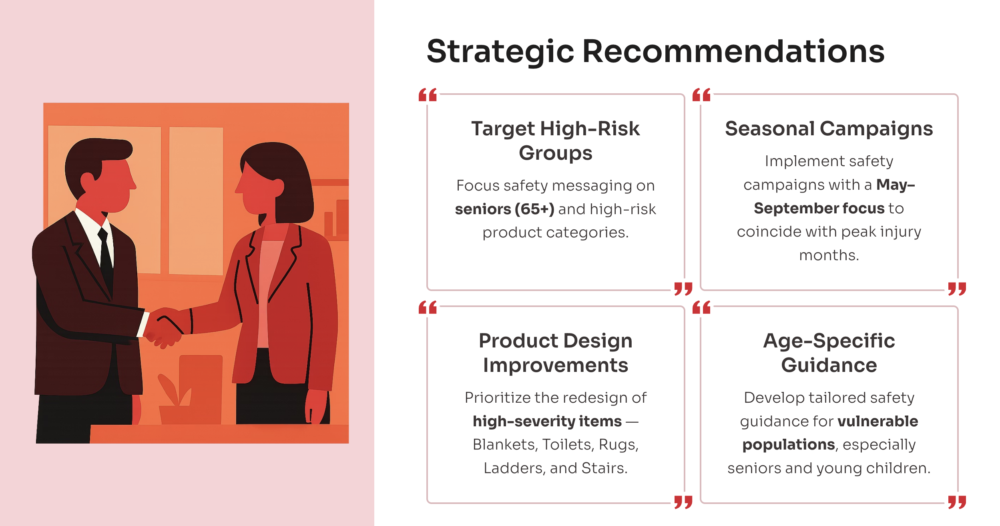 Strategic Recommendations
Target High-Risk
Groups
Focus safety messaging on
seniors (65+) and high-risk
product categories.
Seasonal Campaigns
Implement safety
campaigns with a May–
September focus to
coincide with peak injury
months.
Product Design
Improvements
Prioritize the redesign of
high-severity items —
Blankets, Toilets, Rugs,
Ladders, and Stairs.
Age-Specific
Guidance
Develop tailored safety
guidance for vulnerable
populations, especially
seniors and young children.